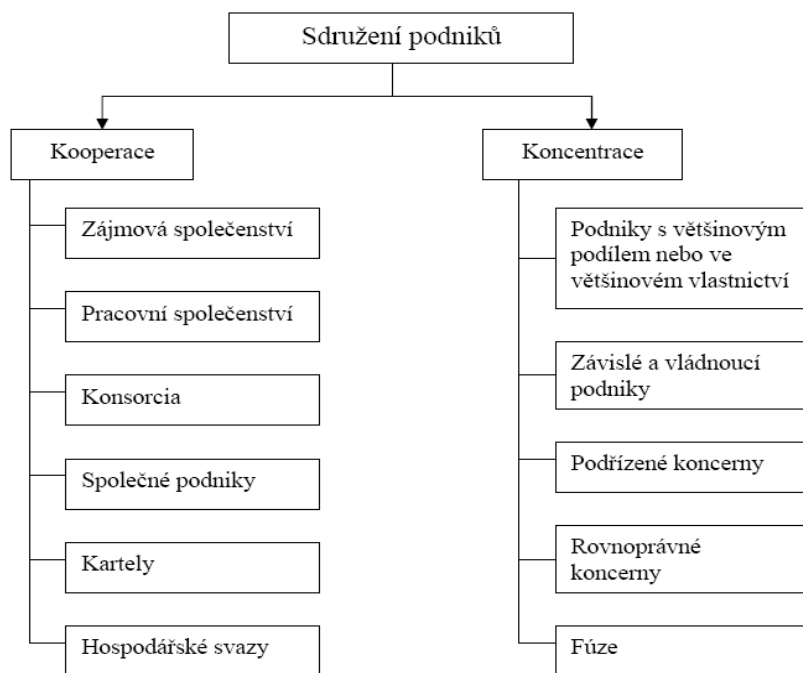 Sdružení podniků
Kooperace
Zájmová společenství
Pracovní společenství
Konsorcia
Společné podniky
Kartely
Hospodářské svazy
Koncentrace
Podniky s většinovým
podílem nebo ve
většinovém vlastnictví
Závislé a vládnoucí
podniky
Podřízené koncerny
Rovnoprávné
koncerny
Fúze